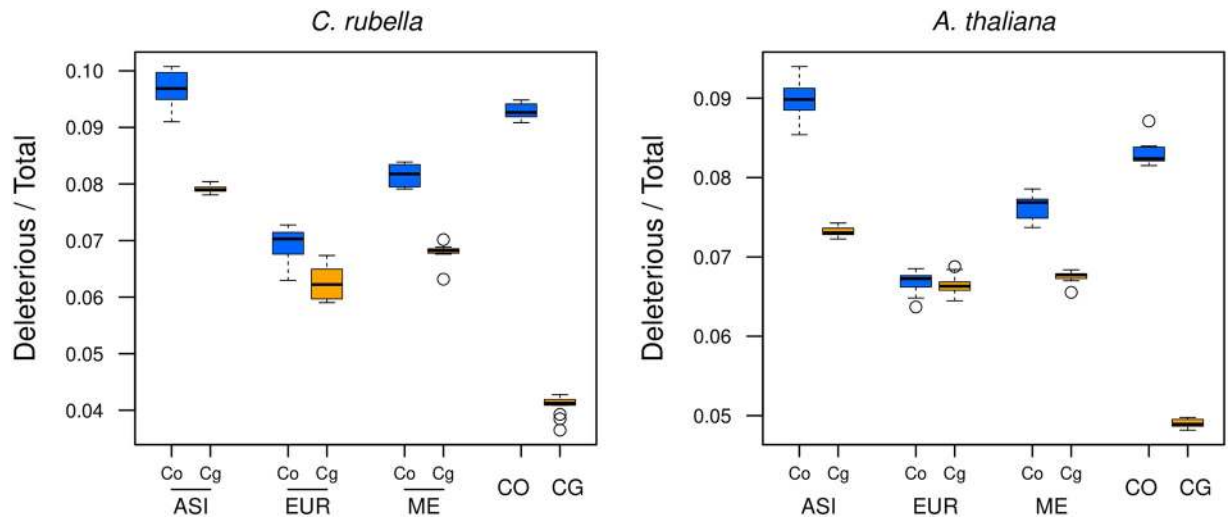 C. rubella
Deleterious / Total
0.10
0.09
0.08
0.07
0.06
0.05
0.04
Co Cg Co Cg Co Cg CO CG
ASI EUR ME
A. thaliana
Deleterious / Total
0.09
0.08
0.07
0.06
0.05
Co Cg Co Cg Co Cg CO CG
ASI EUR ME